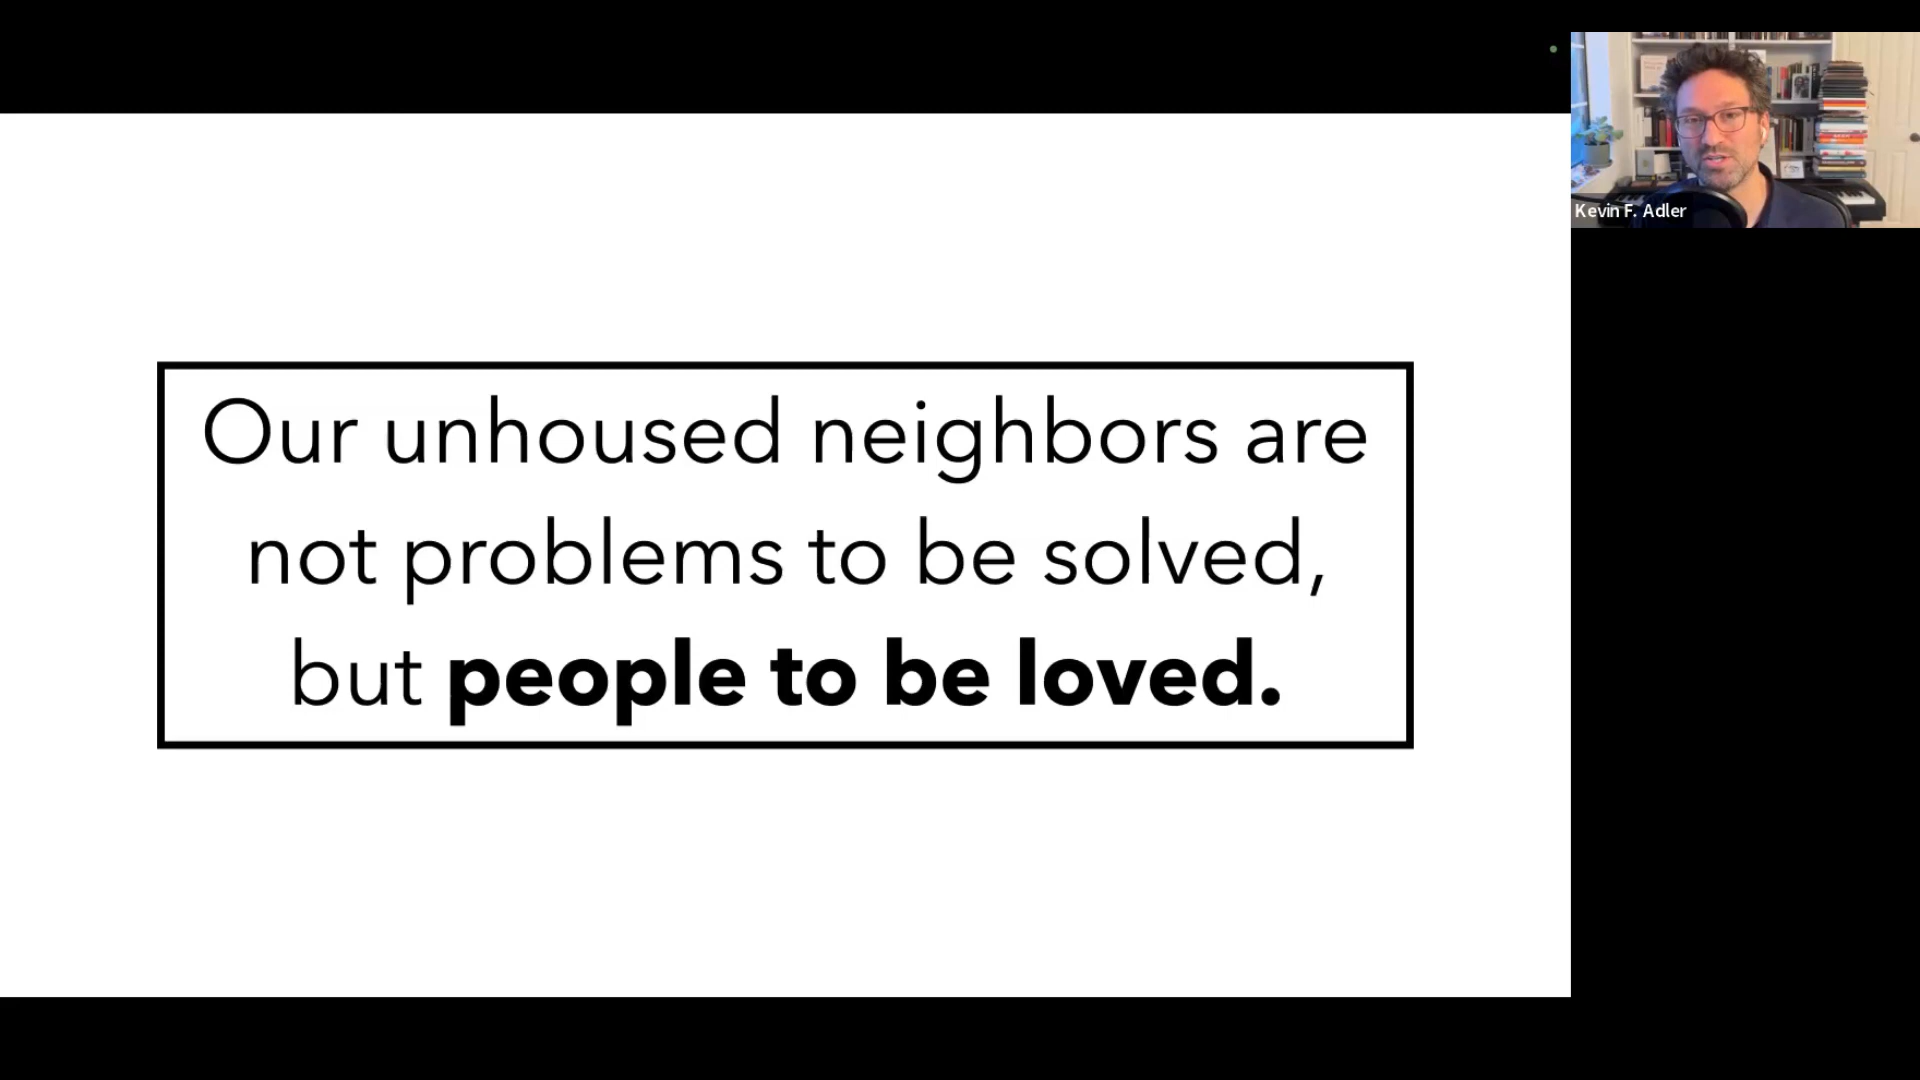 Our unhoused neighbors are
not problems to be solved,
but people to be loved.
Kevin F. Adler